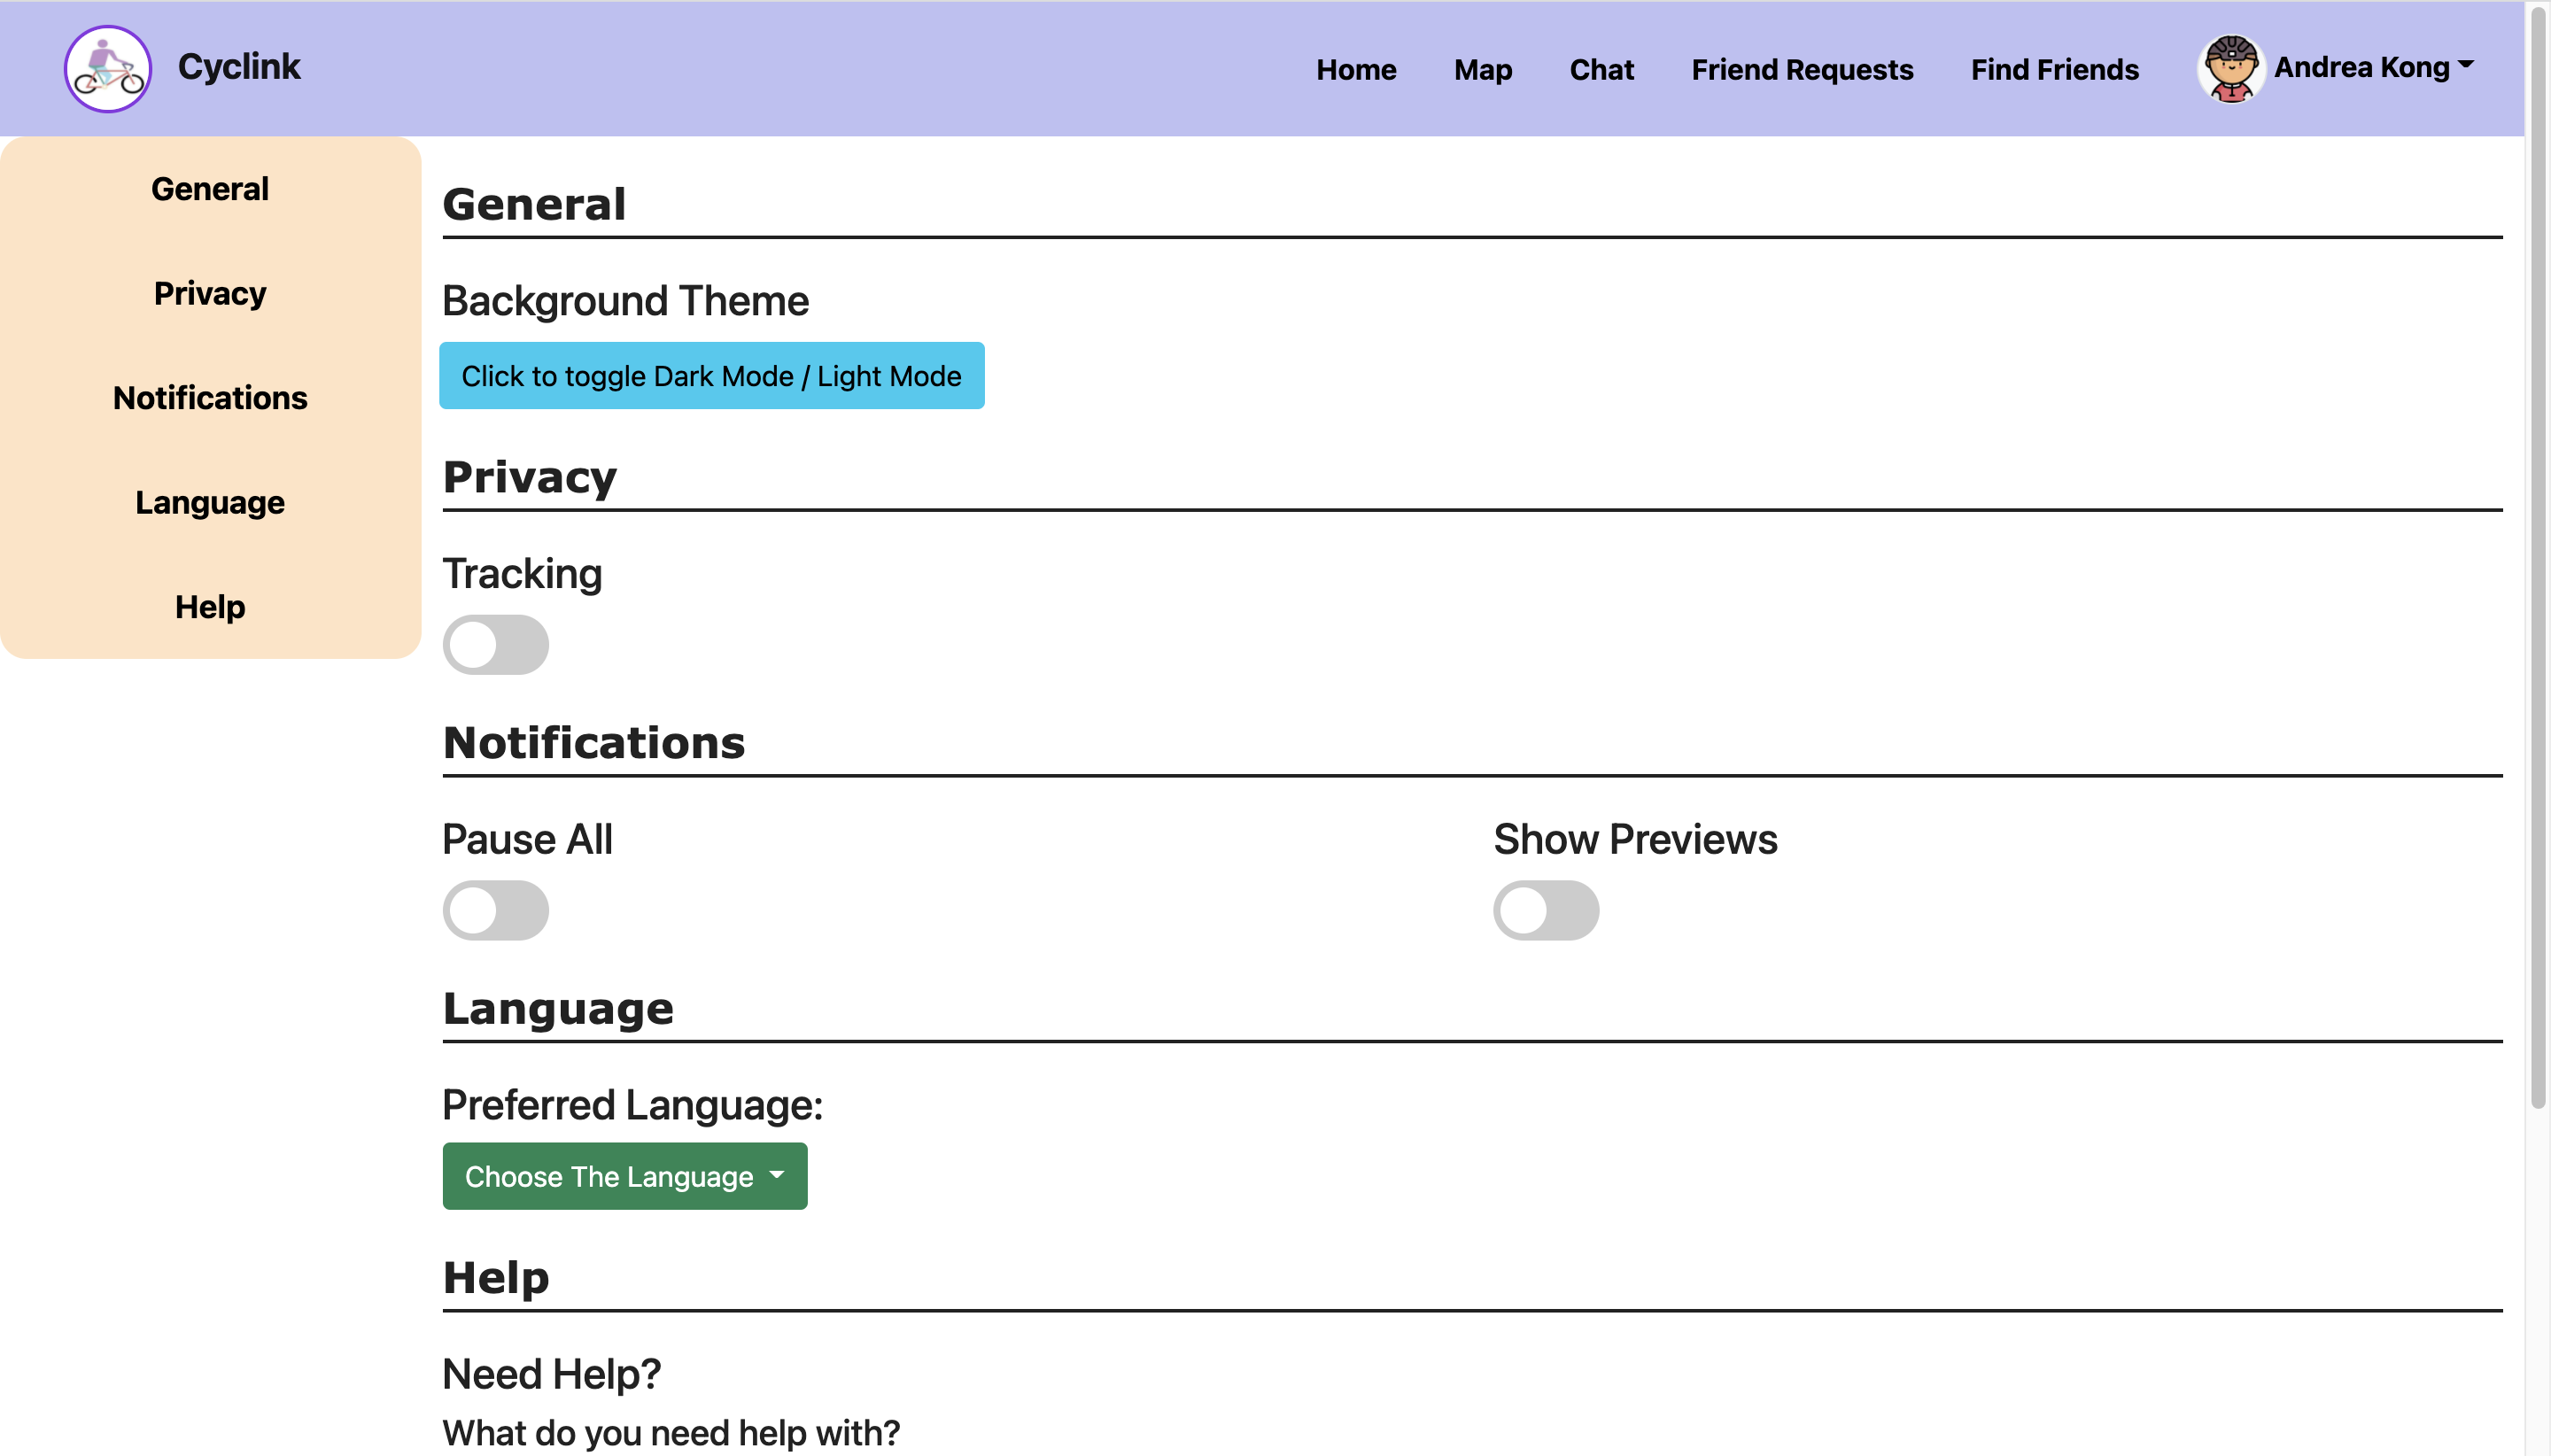 Cyclink
Home Map Chat Friend Requests Find Friends Andrea Kong
General
Privacy
Notifications
Language
Help
General
Background Theme
Click to toggle Dark Mode / Light Mode
Privacy
Tracking
Notifications
Pause All Show Previews
Language
Preferred Language:
Choose The Language
Help
Need Help?
What do you need help with?